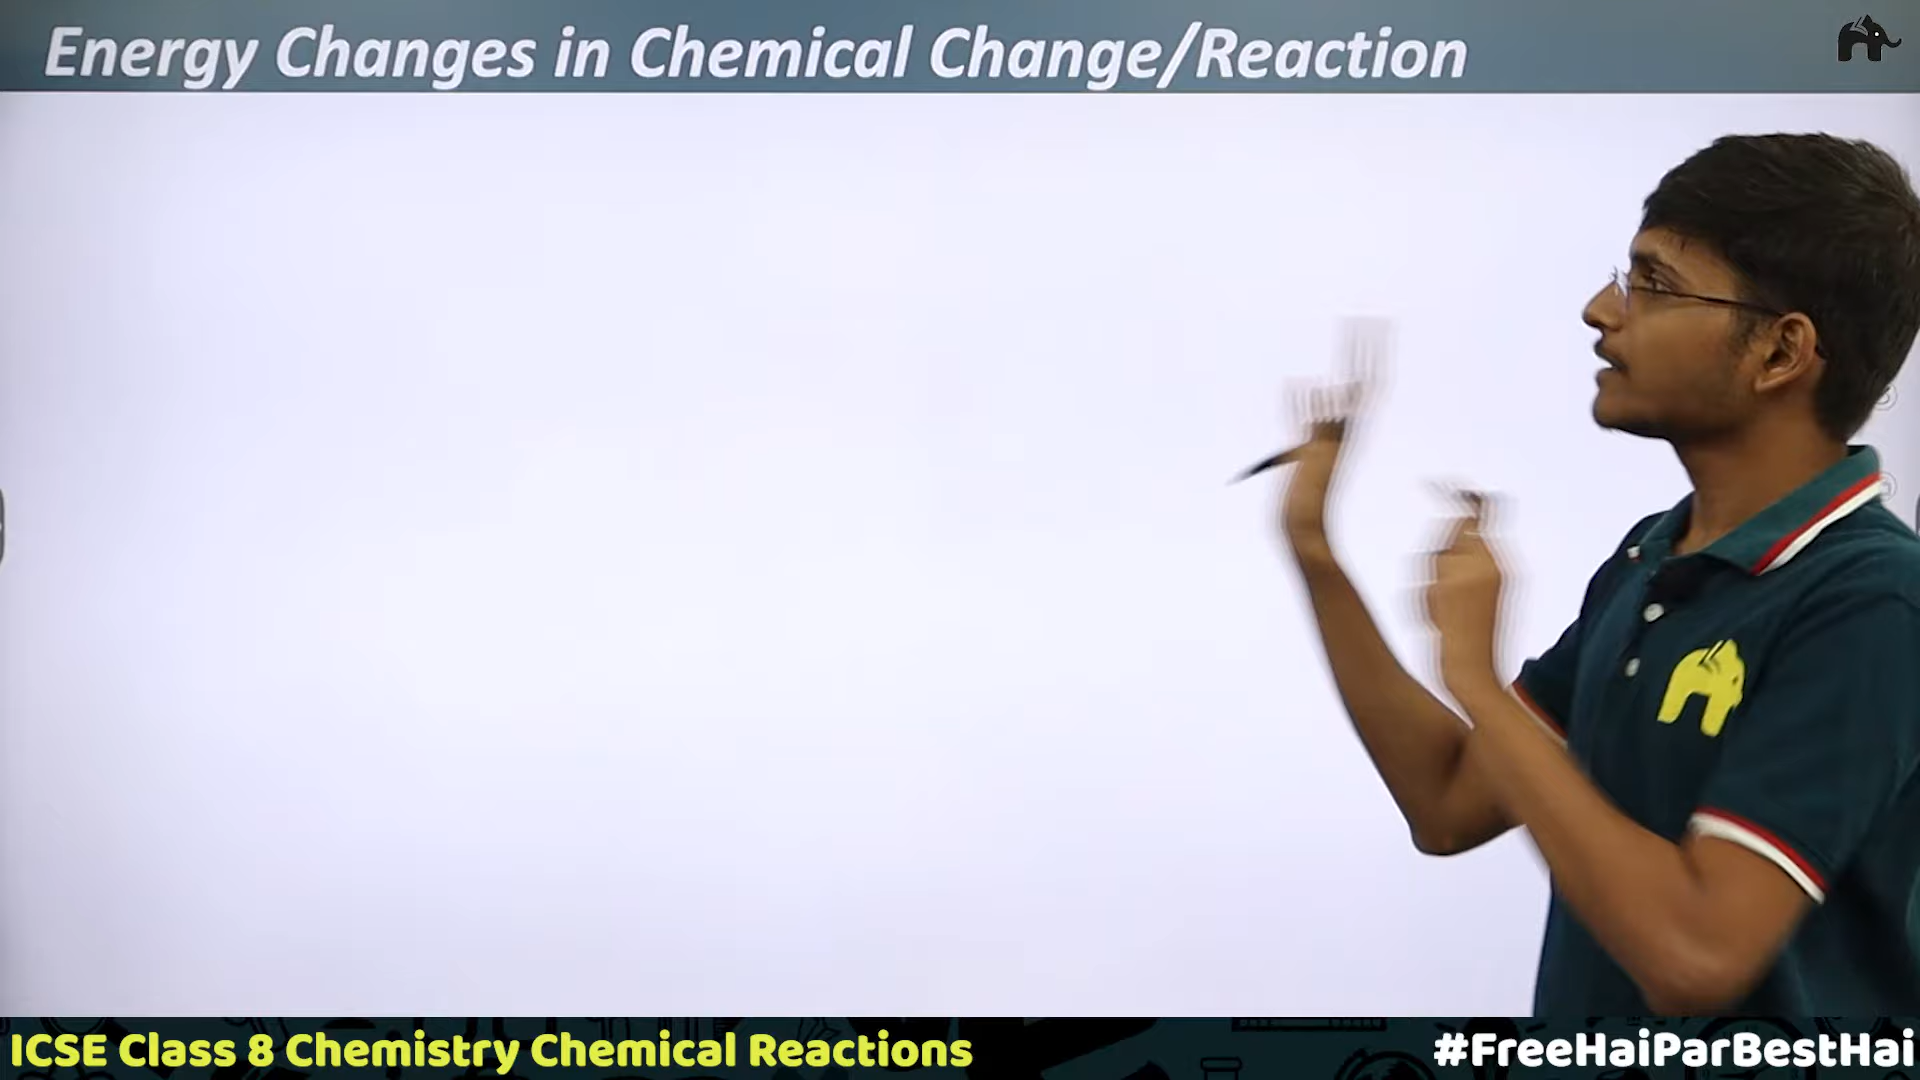 Energy Changes in Chemical Change/Reaction
ICSE Class 8 Chemistry Chemical Reactions
#FreeHaiParBestHai